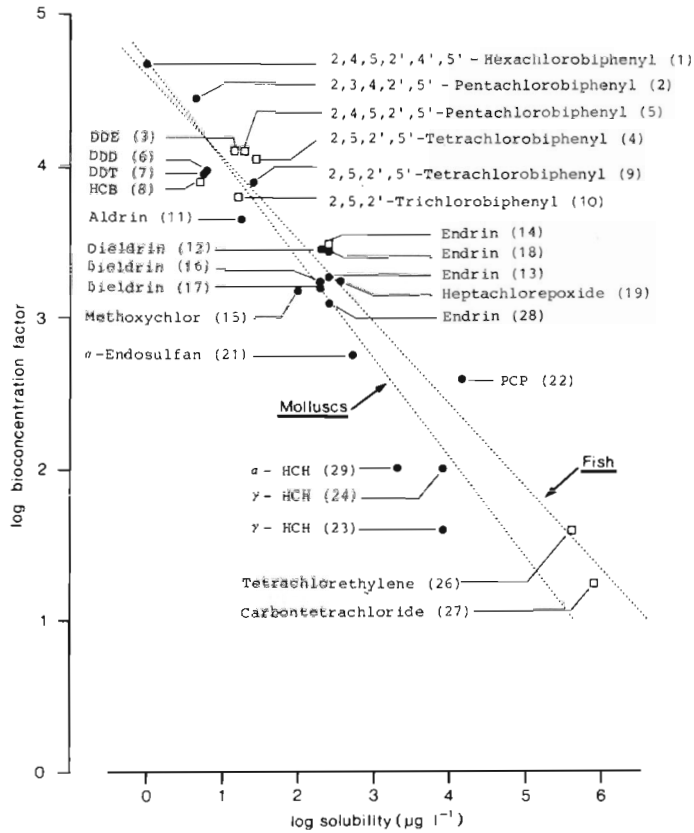 5
2,4,5,2',4',5' - Hexachlorobiphenyl (1)
2,3,4,2',5' - Pentachlorobiphenyl (2)
2,4,5,2',5'-Pentachlorobiphenyl (5)
DDE (3)
2,5,2',5'-Tetrachlorobiphenyl (4)
DDD (6)
4
DDT (7)
2,5,2',5'-Tetrachlorobiphenyl (9)
HCB (8)
2,5,2'-Trichlorobiphenyl (10)
Aldrin (11)
Endrin (14)
Dieldrin (12)
Endrin (18)
Dieldrin (16)
Endrin (13)
Dieldrin (17)
Heptachlorepoxide (19)
3
Methoxychlor (15)
Endrin (28)
α-Endosulfan (21)
PCP (22)
Molluscs
log bioconcentration factor
2
α - HCH (29)
Fish
γ - HCH (24)
γ - HCH (23)
Tetrachlorethylene (26)
Carbontetrachloride (27)
1
0
0 1 2 3 4 5 6
log solubility (µg l⁻¹)